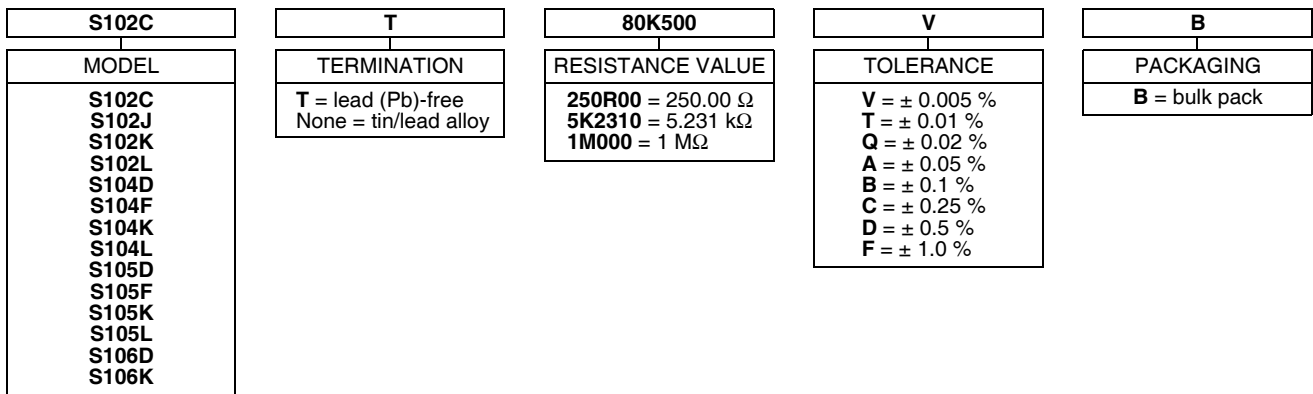 S102C
MODEL
S102C
S102J
S102K
S102L
S104D
S104F
S104K
S104L
S105D
S105F
S105K
S105L
S106D
S106K
T
TERMINATION
T = lead (Pb)-free
None = tin/lead alloy
80K500
RESISTANCE VALUE
250R00 = 250.00 Ω
5K2310 = 5.231 kΩ
1M000 = 1 MΩ
V
TOLERANCE
V = ± 0.005 %
T = ± 0.01 %
Q = ± 0.02 %
A = ± 0.05 %
B = ± 0.1 %
C = ± 0.25 %
D = ± 0.5 %
F = ± 1.0 %
B
PACKAGING
B = bulk pack